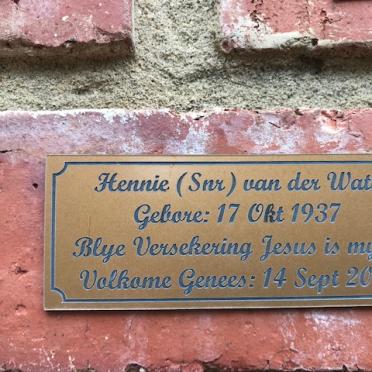 Hennie (Snr) van der Wat
Gebore: 17 Okt 1937
Blye Versekering Jesus is my
Volkome Genees: 14 Sept 20